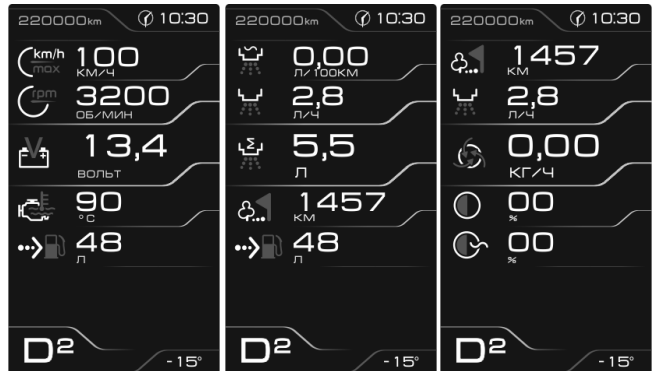 220000km 10:30
km/h
max
100
КМ/Ч
rpm
3200
ОБ/МИН
V
13,4
ВОЛЬТ
90
°C
48
Л
D2
-15°
220000km 10:30
0,00
Л/100КМ
2,8
Л/Ч
Σ
5,5
Л
1457
КМ
48
Л
D2
-15°
220000km 10:30
1457
КМ
2,8
Л/Ч
0,00
КГ/Ч
00
%
00
%
D2
-15°